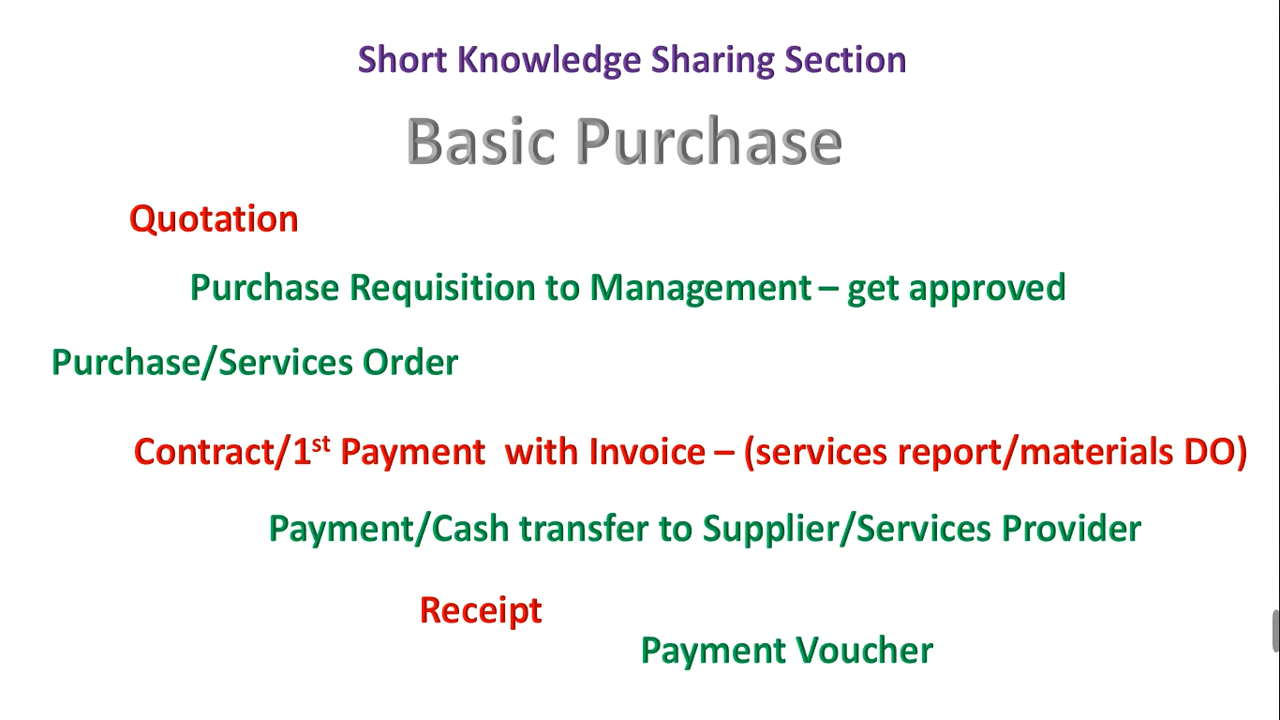 Short Knowledge Sharing Section
Basic Purchase
Quotation
Purchase Requisition to Management – get approved
Purchase/Services Order
Contract/1st Payment with Invoice – (services report/materials DO)
Payment/Cash transfer to Supplier/Services Provider
Receipt
Payment Voucher